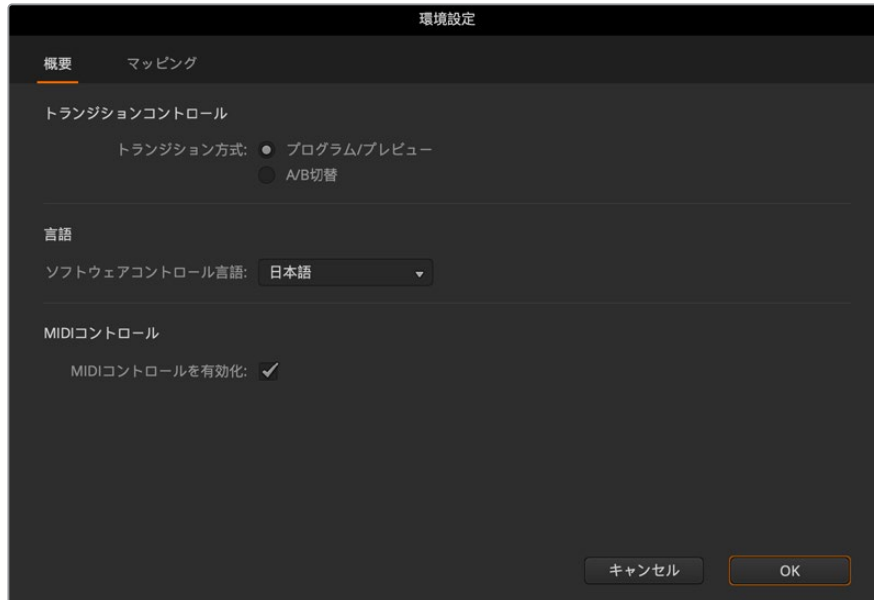 環境設定
概要 マッピング
トランジションコントロール
トランジション方式: プログラム/プレビュー
A/B切替
言語
ソフトウェアコントロール言語: 日本語
MIDIコントロール
MIDIコントロールを有効化:
キャンセル OK